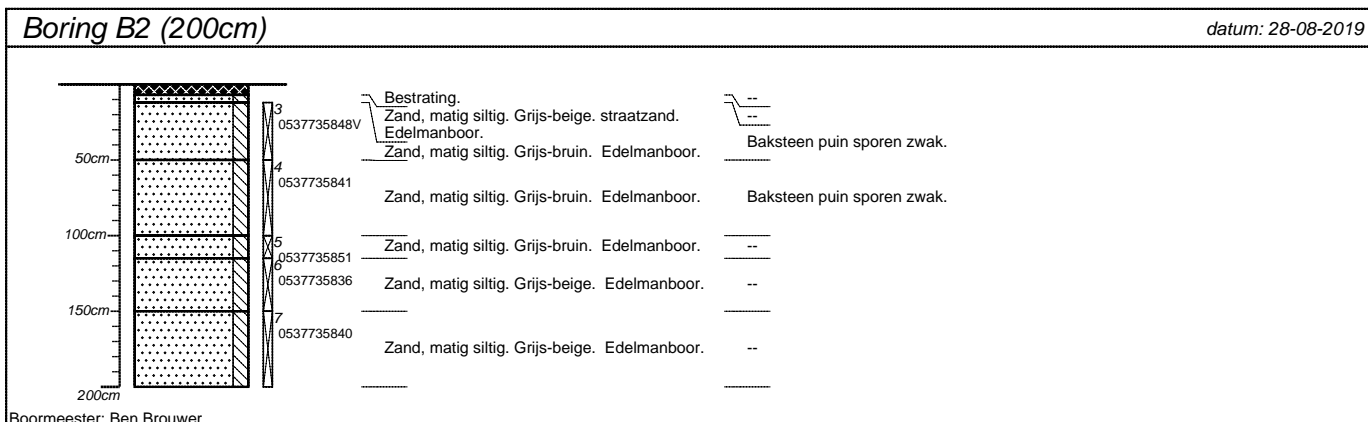 Boring B2 (200cm) datum: 28-08-2019
Bestrating. --
3 Zand, matig siltig. Grijs-beige. straatzand. --
0537735848V Edelmanboor.
Baksteen puin sporen zwak.
50cm Zand, matig siltig. Grijs-bruin.  Edelmanboor.
4
0537735841
Zand, matig siltig. Grijs-bruin.  Edelmanboor. Baksteen puin sporen zwak.
100cm
5 Zand, matig siltig. Grijs-bruin.  Edelmanboor. --
0537735851
6
0537735836 Zand, matig siltig. Grijs-beige.  Edelmanboor. --
150cm
7
0537735840
Zand, matig siltig. Grijs-beige.  Edelmanboor. --
200cm
Boormeester: Ben Brouwer